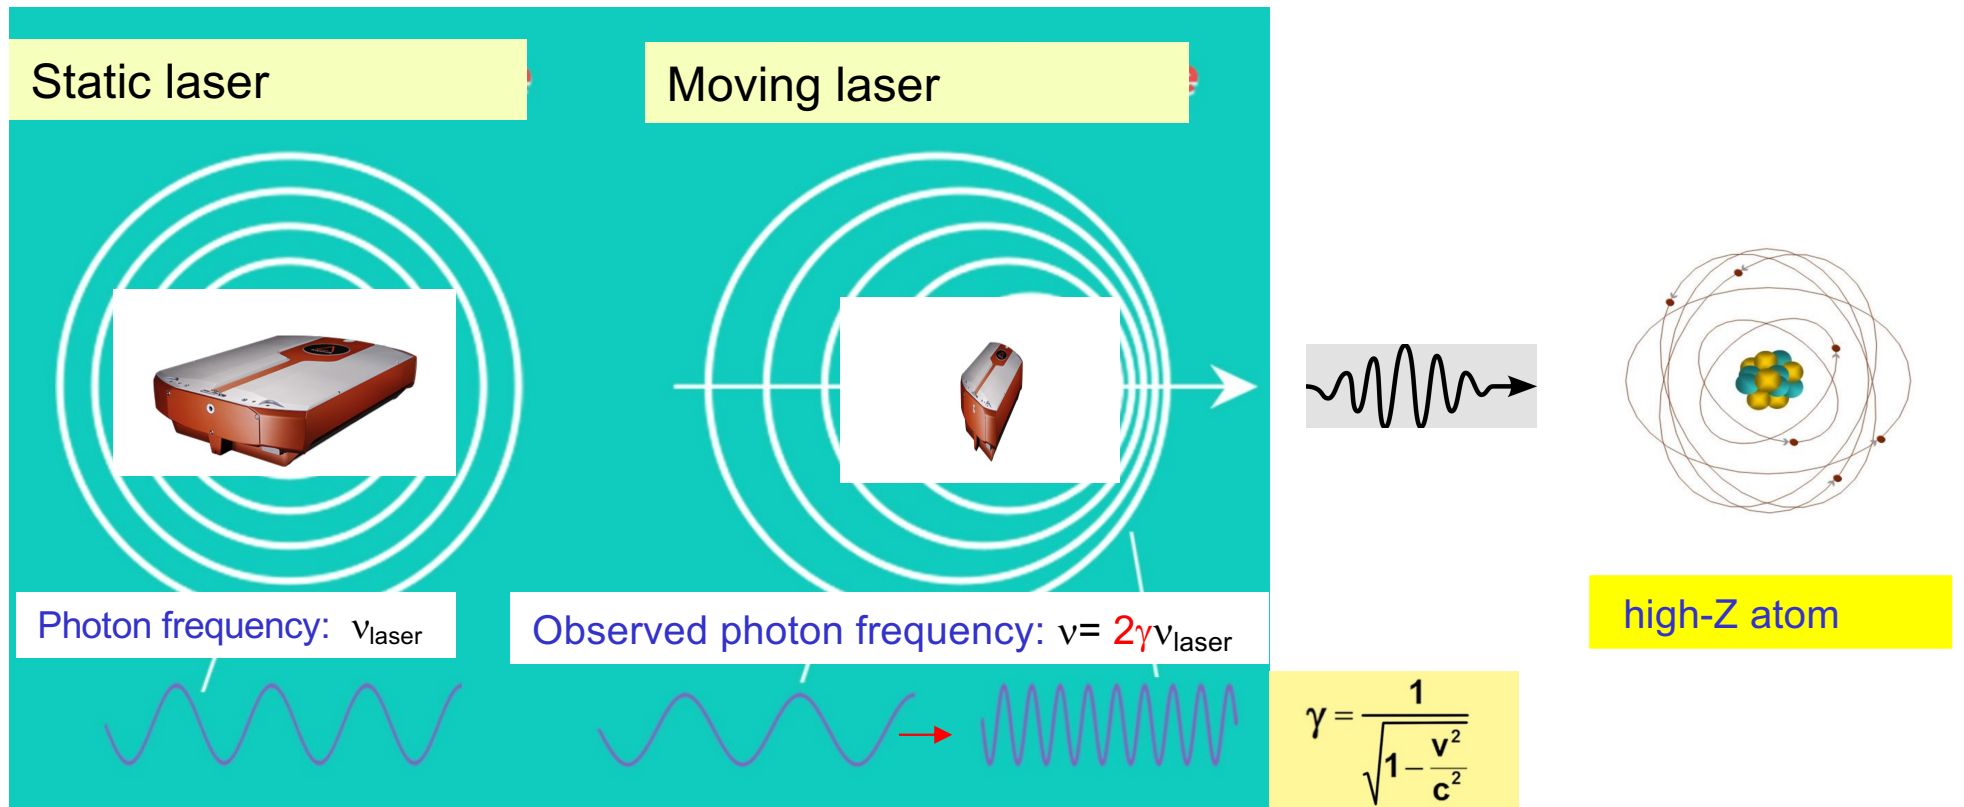 Static laser
Moving laser
Photon frequency: νlaser
Observed photon frequency: ν= 2γνlaser
high-Z atom
γ = 1 / √(1 − v²/c²)